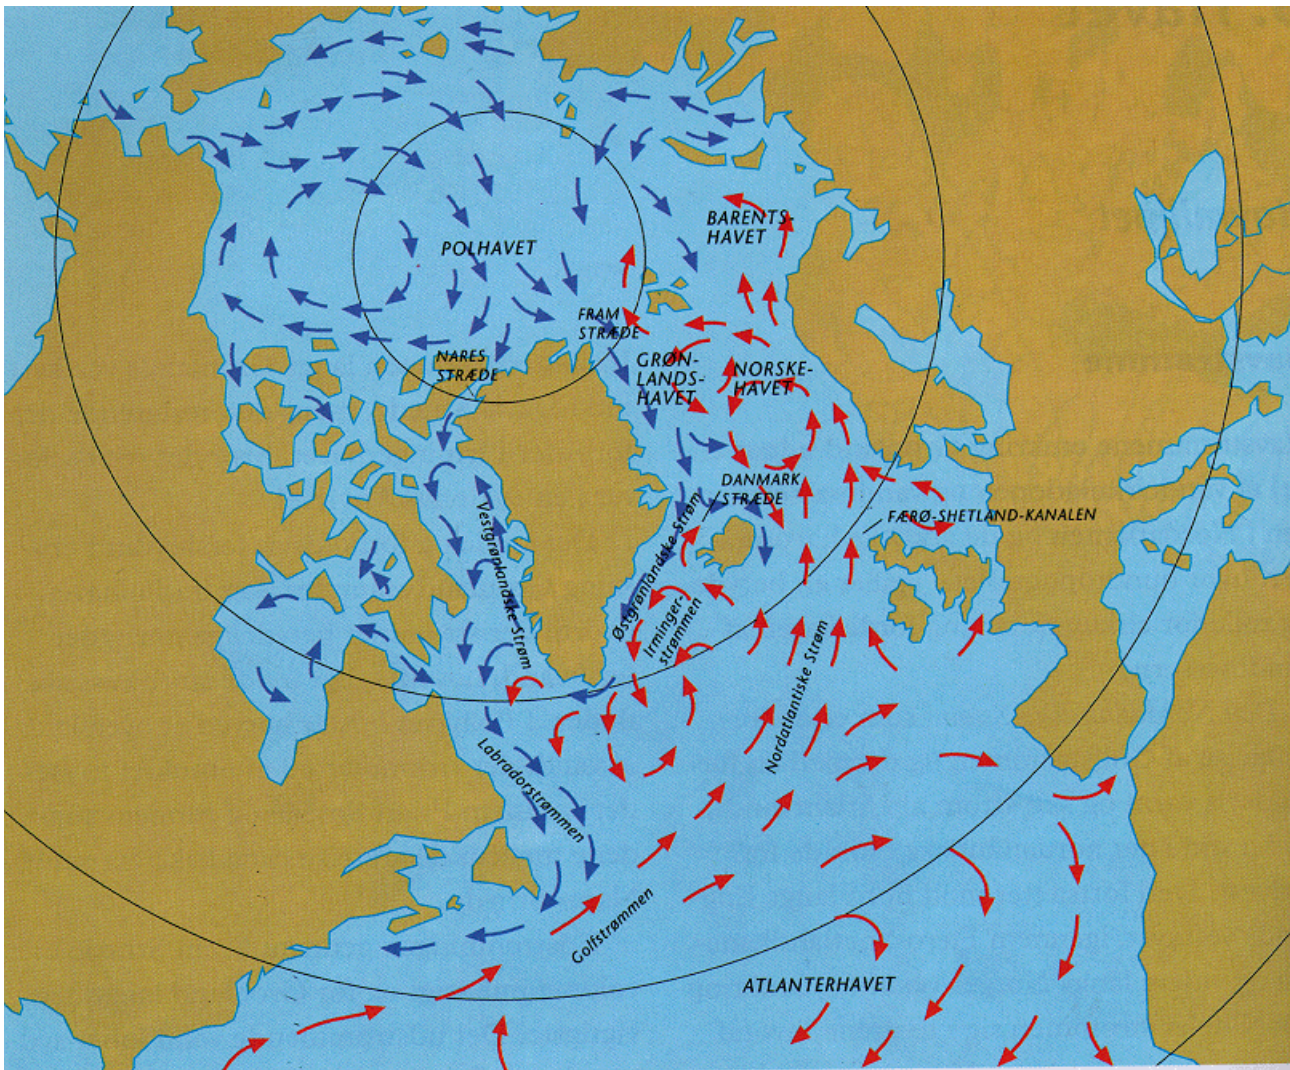 BARENTS-
HAVET
POLHAVET
FRAM
STRÆDE
NARES
STRÆDE
GRØN-
LANDS-
HAVET
NORSKE-
HAVET
DANMARK
STRÆDE
FÆRØ-SHETLAND-KANALEN
Vestgrønlandske Strøm
Østgrønlandske Strøm
Irminger-
strømmen
Nordatlantiske Strøm
Labradorstrømmen
Golfstrømmen
ATLANTERHAVET